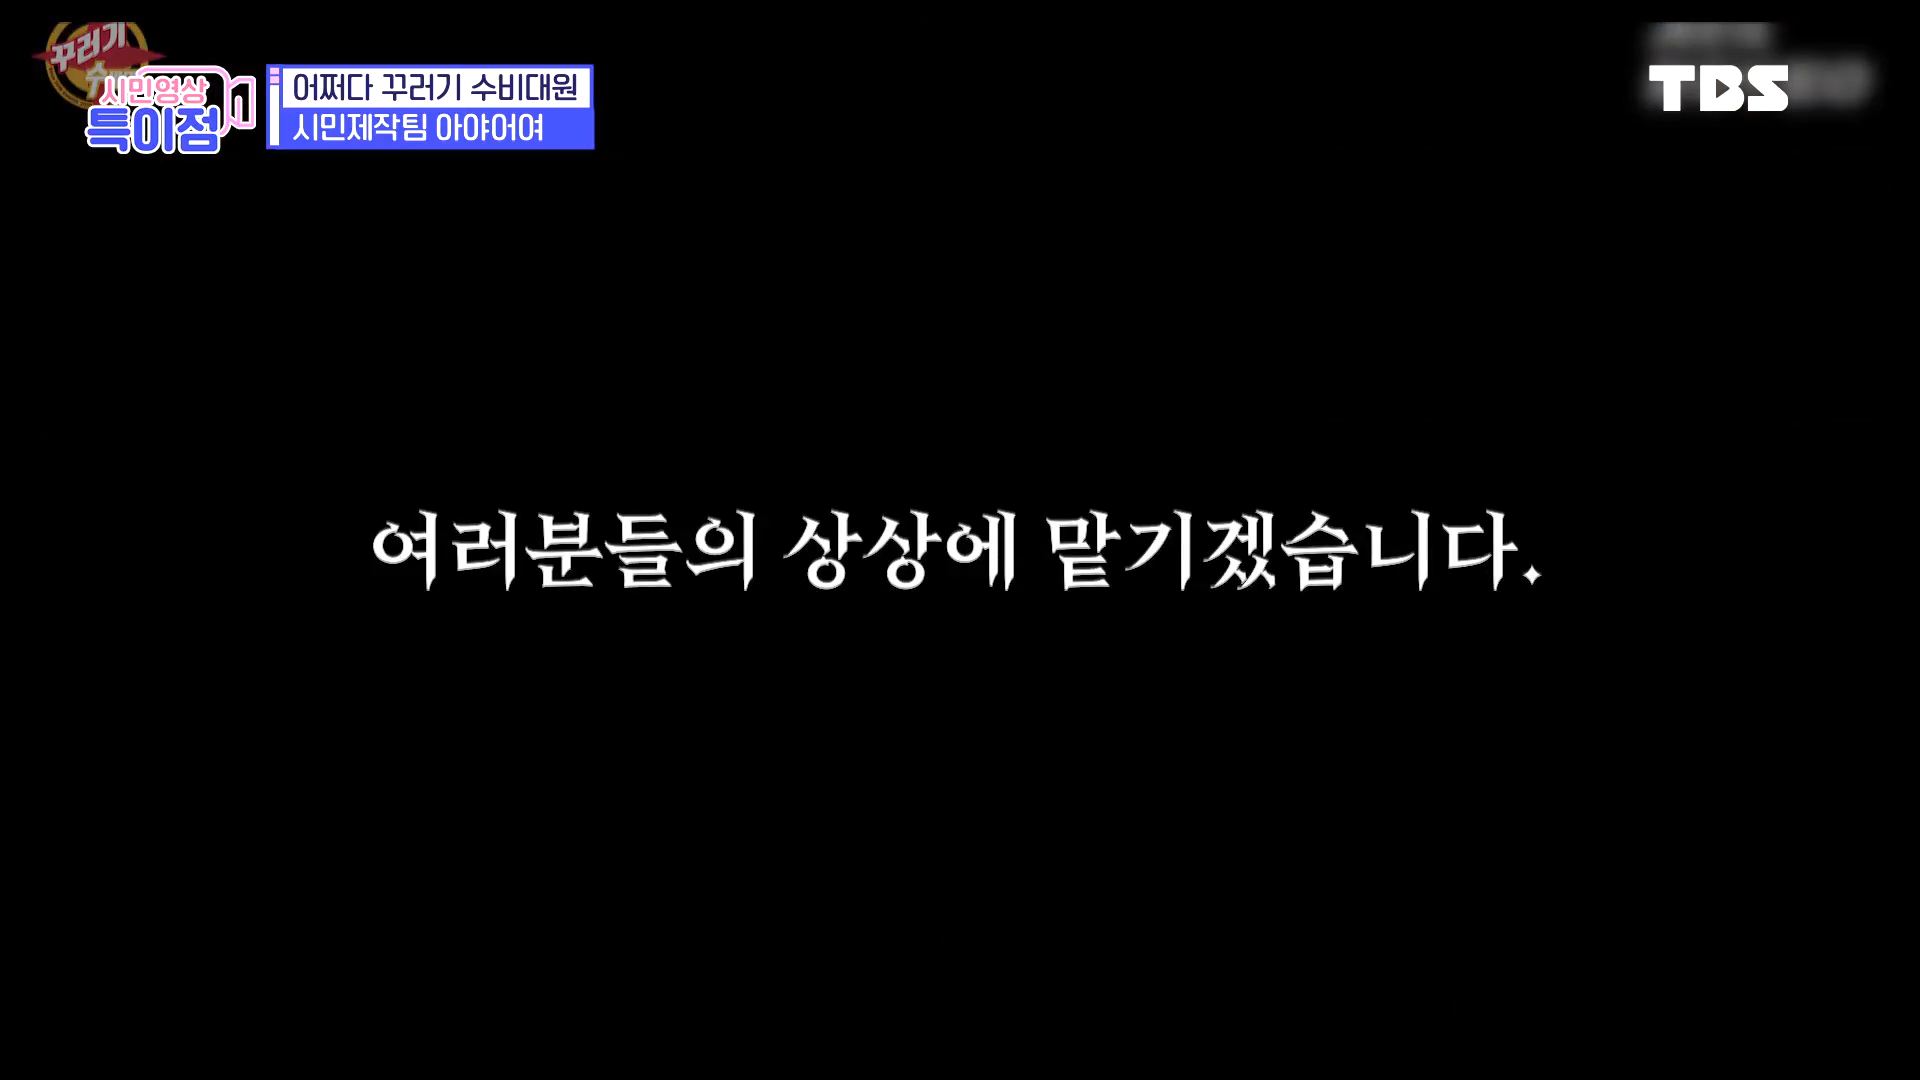 꾸러기
수
시민영상
특이점
어쩌다 꾸러기 수비대원
시민제작팀 아야어여
TBS
여러분들의 상상에 맡기겠습니다.